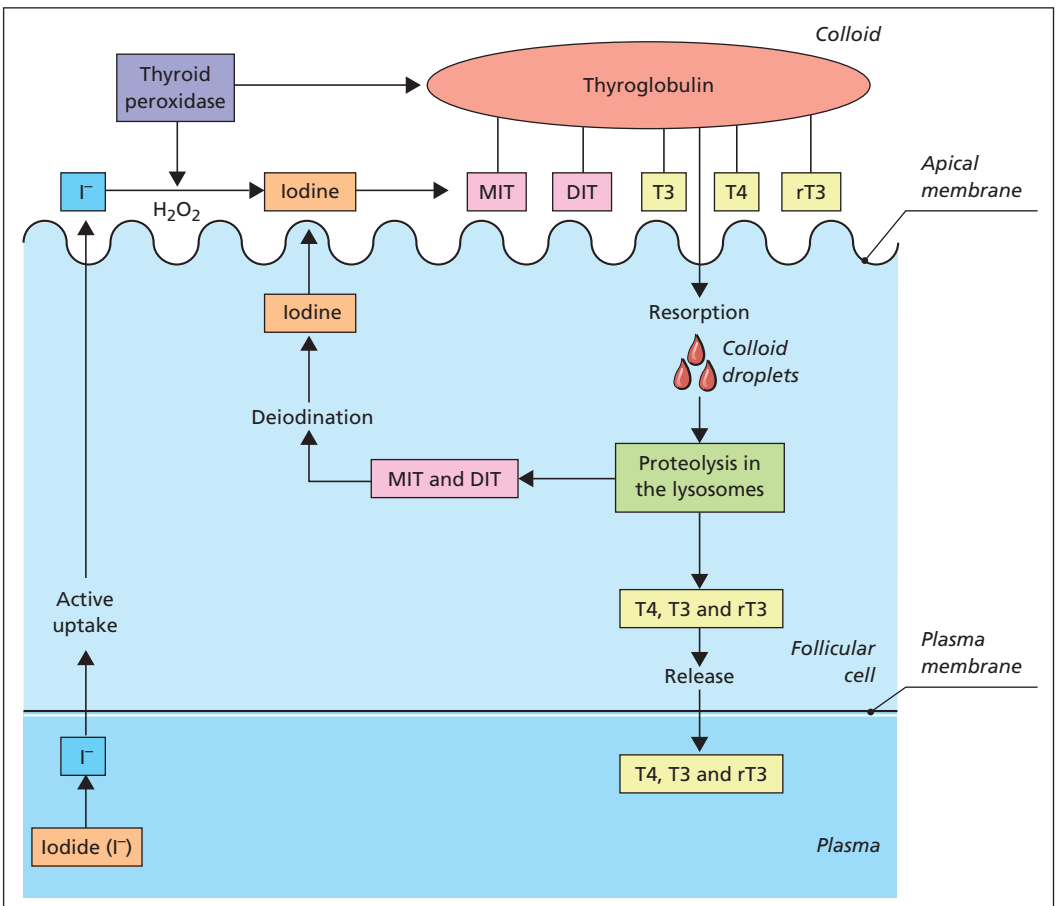 Colloid
Thyroid
peroxidase
Thyroglobulin
Apical
membrane
I⁻
H₂O₂
Iodine
MIT
DIT
T3
T4
rT3
Iodine
Resorption
Colloid
droplets
Deiodination
MIT and DIT
Proteolysis in
the lysosomes
Active
uptake
T4, T3 and rT3
Follicular
cell
Plasma
membrane
Release
I⁻
T4, T3 and rT3
Iodide (I⁻)
Plasma